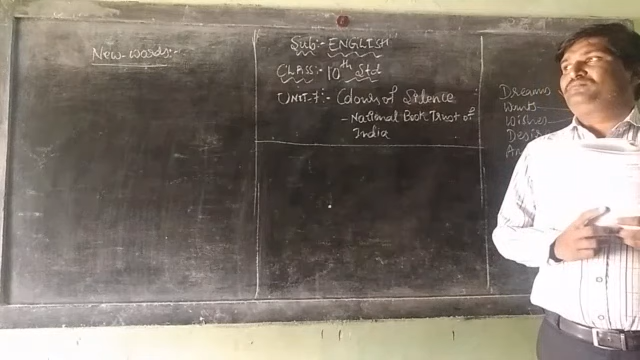 New words:-
Sub:- ENGLISH
CLASS:- 10th Std
UNIT-7:- Colours of Silence
- National Book Trust of
India
Dreams
Wants
Wishes